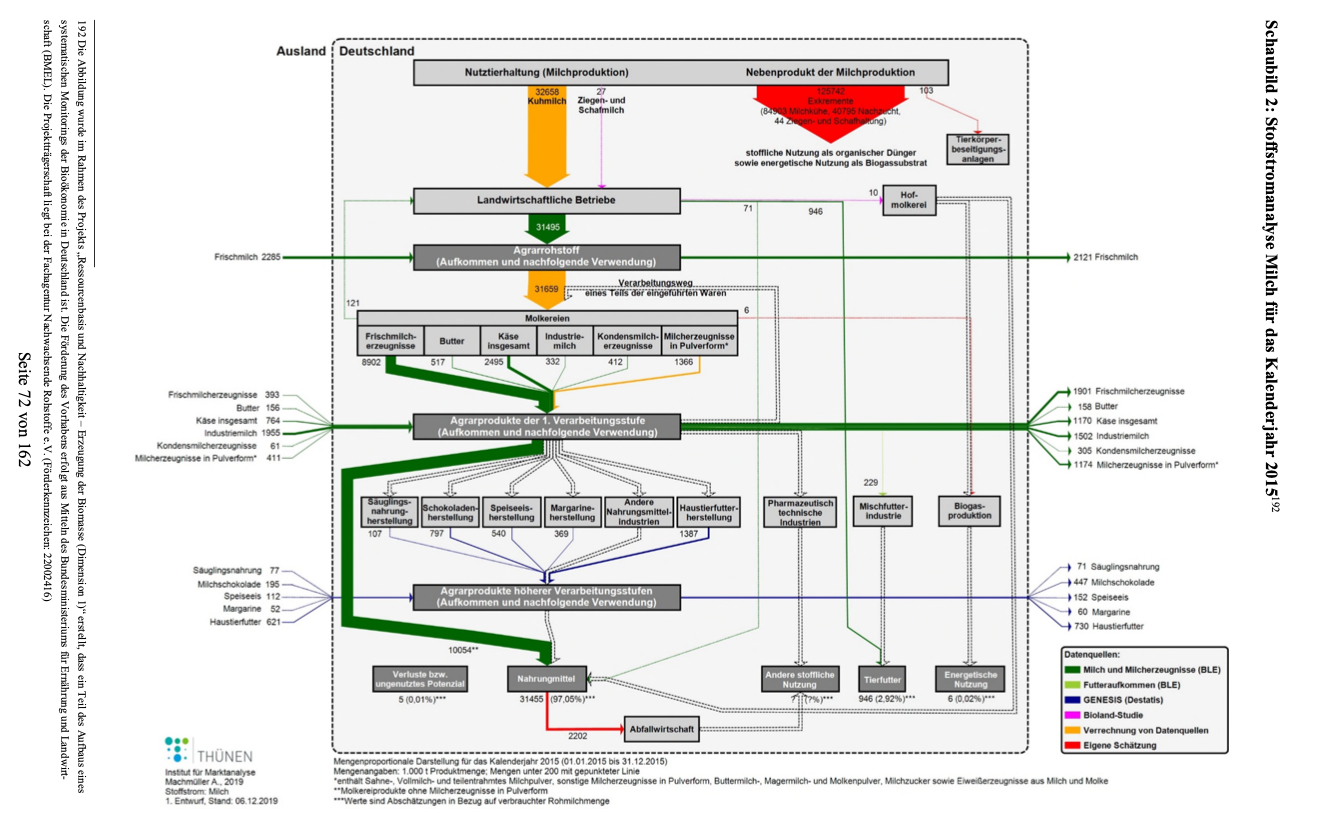 Schaubild 2:: Stoffstromanalyse Milch für das Kalenderjahr 2015¹⁹²
Ausland
Deutschland
Nutztierhaltung (Milchproduktion)
Nebenprodukt der Milchproduktion
32658
Kuhmilch
27
Ziegen- und
Schafmilch
125742
Exkremente
(84903 Milchkühe, 40795 Nachzucht,
44 Ziegen- und Schafhaltung)
103
Tierkörper-
beseitigungs-
anlagen
stoffliche Nutzung als organischer Dünger
sowie energetische Nutzung als Biogassubstrat
Landwirtschaftliche Betriebe
71
946
10
Hof-
molkerei
31495
Frischmilch 2285
Agrarrohstoff
(Aufkommen und nachfolgende Verwendung)
2121 Frischmilch
31659
Verarbeitungsweg
eines Teils der eingeführten Waren
121
6
Molkereien
Frischmilch-
erzeugnisse
Butter
Käse
insgesamt
Industrie-
milch
Kondensmilch-
erzeugnisse
Milcherzeugnisse
in Pulverform*
8902
517
2495
332
412
1366
Frischmilcherzeugnisse 393
Butter 156
Käse insgesamt 764
Industriemilch 1955
Kondensmilcherzeugnisse 61
Milcherzeugnisse in Pulverform* 411
Agrarprodukte der 1. Verarbeitungsstufe
(Aufkommen und nachfolgende Verwendung)
1901 Frischmilcherzeugnisse
158 Butter
1170 Käse insgesamt
1502 Industriemilch
305 Kondensmilcherzeugnisse
1174 Milcherzeugnisse in Pulverform*
229
Säuglings-
nahrung-
herstellung
Schokoladen-
herstellung
Speiseeis-
herstellung
Margarine-
herstellung
Andere
Nahrungsmittel-
industrien
Haustierfutter-
herstellung
Pharmazeutisch
technische
Industrien
Mischfutter-
industrie
Biogas-
produktion
107
797
540
369
1387
Säuglingsnahrung 77
Milchschokolade 195
Speiseeis 112
Margarine 52
Haustierfutter 621
Agrarprodukte höherer Verarbeitungsstufen
(Aufkommen und nachfolgende Verwendung)
71 Säuglingsnahrung
447 Milchschokolade
152 Speiseeis
60 Margarine
730 Haustierfutter
10054**
Verluste bzw.
ungenutztes Potenzial
5 (0,01%)***
Nahrungmittel
31455 (97,05%)***
Andere stoffliche
Nutzung
? (?%)***
Tierfutter
946 (2,92%)***
Energetische
Nutzung
6 (0,02%)***
2202
Abfallwirtschaft
Datenquellen:
Milch und Milcherzeugnisse (BLE)
Futteraufkommen (BLE)
GENESIS (Destatis)
Bioland-Studie
Verrechnung von Datenquellen
Eigene Schätzung
THÜNEN
Institut für Marktanalyse
Machmüller A., 2019
Stoffstrom: Milch
1. Entwurf, Stand: 06.12.2019
Mengenproportionale Darstellung für das Kalenderjahr 2015 (01.01.2015 bis 31.12.2015)
Mengenangaben: 1.000 t Produktmenge; Mengen unter 200 mit gepunkteter Linie
*enthält Sahne-, Vollmilch- und teilentrahmtes Milchpulver, sonstige Milcherzeugnisse in Pulverform, Buttermilch-, Magermilch- und Molkenpulver, Milchzucker sowie Eiweißerzeugnisse aus Milch und Molke
**Molkereiprodukte ohne Milcherzeugnisse in Pulverform
***Werte sind Abschätzungen in Bezug auf verbrauchter Rohmilchmenge
192 Die Abbildung wurde im Rahmen des Projekts „Ressourcenbasis und Nachhaltigkeit – Erzeugung der Biomasse (Dimension 1)“ erstellt, dass ein Teil des Aufbaus eines
systematischen Monitorings der Bioökonomie in Deutschland ist. Die Förderung des Vorhabens erfolgt aus Mitteln des Bundesministeriums für Ernährung und Landwirt-
schaft (BMEL). Die Projektträgerschaft liegt bei der Fachagentur Nachwachsende Rohstoffe e. V. (Förderkennzeichen: 22002416)
Seite 72 von 162